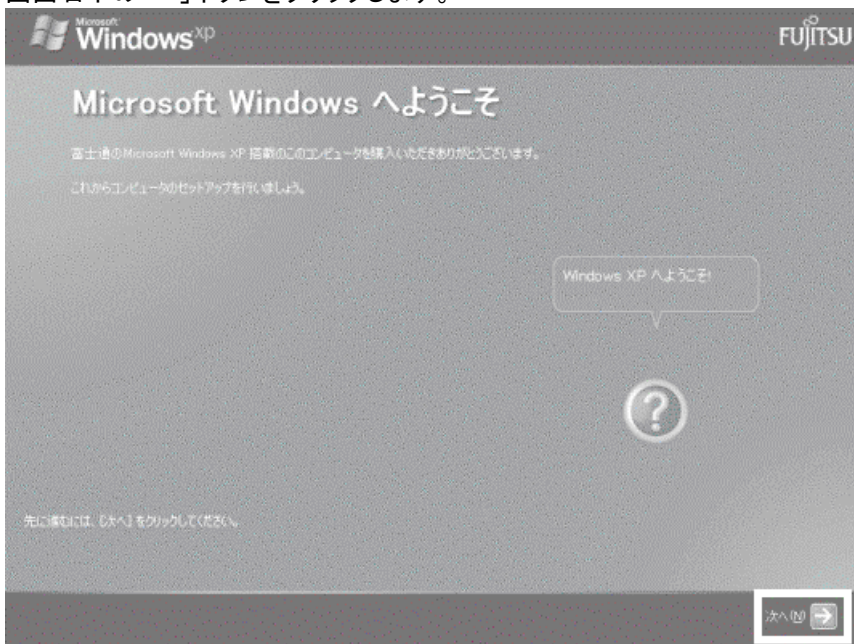 Microsoft
Windows xp
FUJITSU
Microsoft Windows へようこそ
富士通のMicrosoft Windows XP 搭載のこのコンピュータを購入いただきありがとうございます。
これからコンピュータのセットアップを行いましょう。
Windows XP へようこそ!
先に進むには、[次へ] をクリックしてください。
次へ(N)